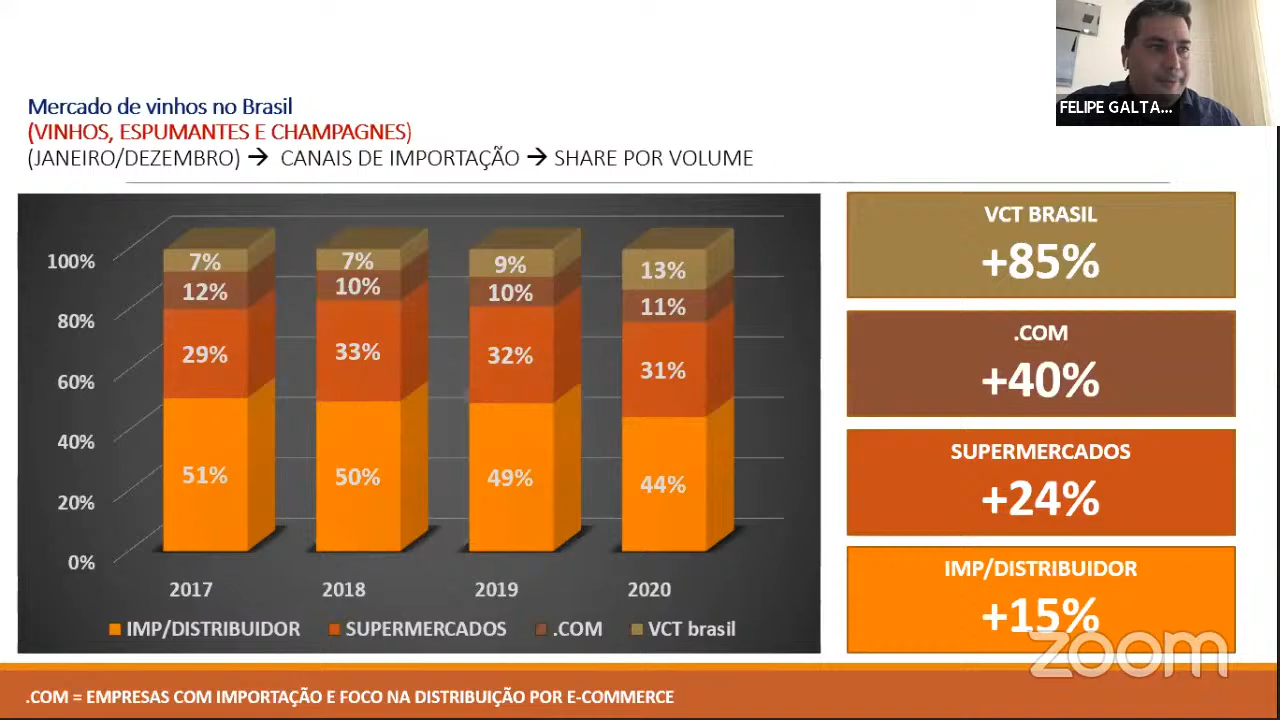 FELIPE GALTA...
Mercado de vinhos no Brasil
(VINHOS, ESPUMANTES E CHAMPAGNES)
(JANEIRO/DEZEMBRO) → CANAIS DE IMPORTAÇÃO → SHARE POR VOLUME
100%
80%
60%
40%
20%
0%
7%
12%
29%
51%
7%
10%
33%
50%
9%
10%
32%
49%
13%
11%
31%
44%
2017
2018
2019
2020
IMP/DISTRIBUIDOR
SUPERMERCADOS
.COM
VCT brasil
VCT BRASIL
+85%
.COM
+40%
SUPERMERCADOS
+24%
IMP/DISTRIBUIDOR
+15%
zoom
.COM = EMPRESAS COM IMPORTAÇÃO E FOCO NA DISTRIBUIÇÃO POR E-COMMERCE